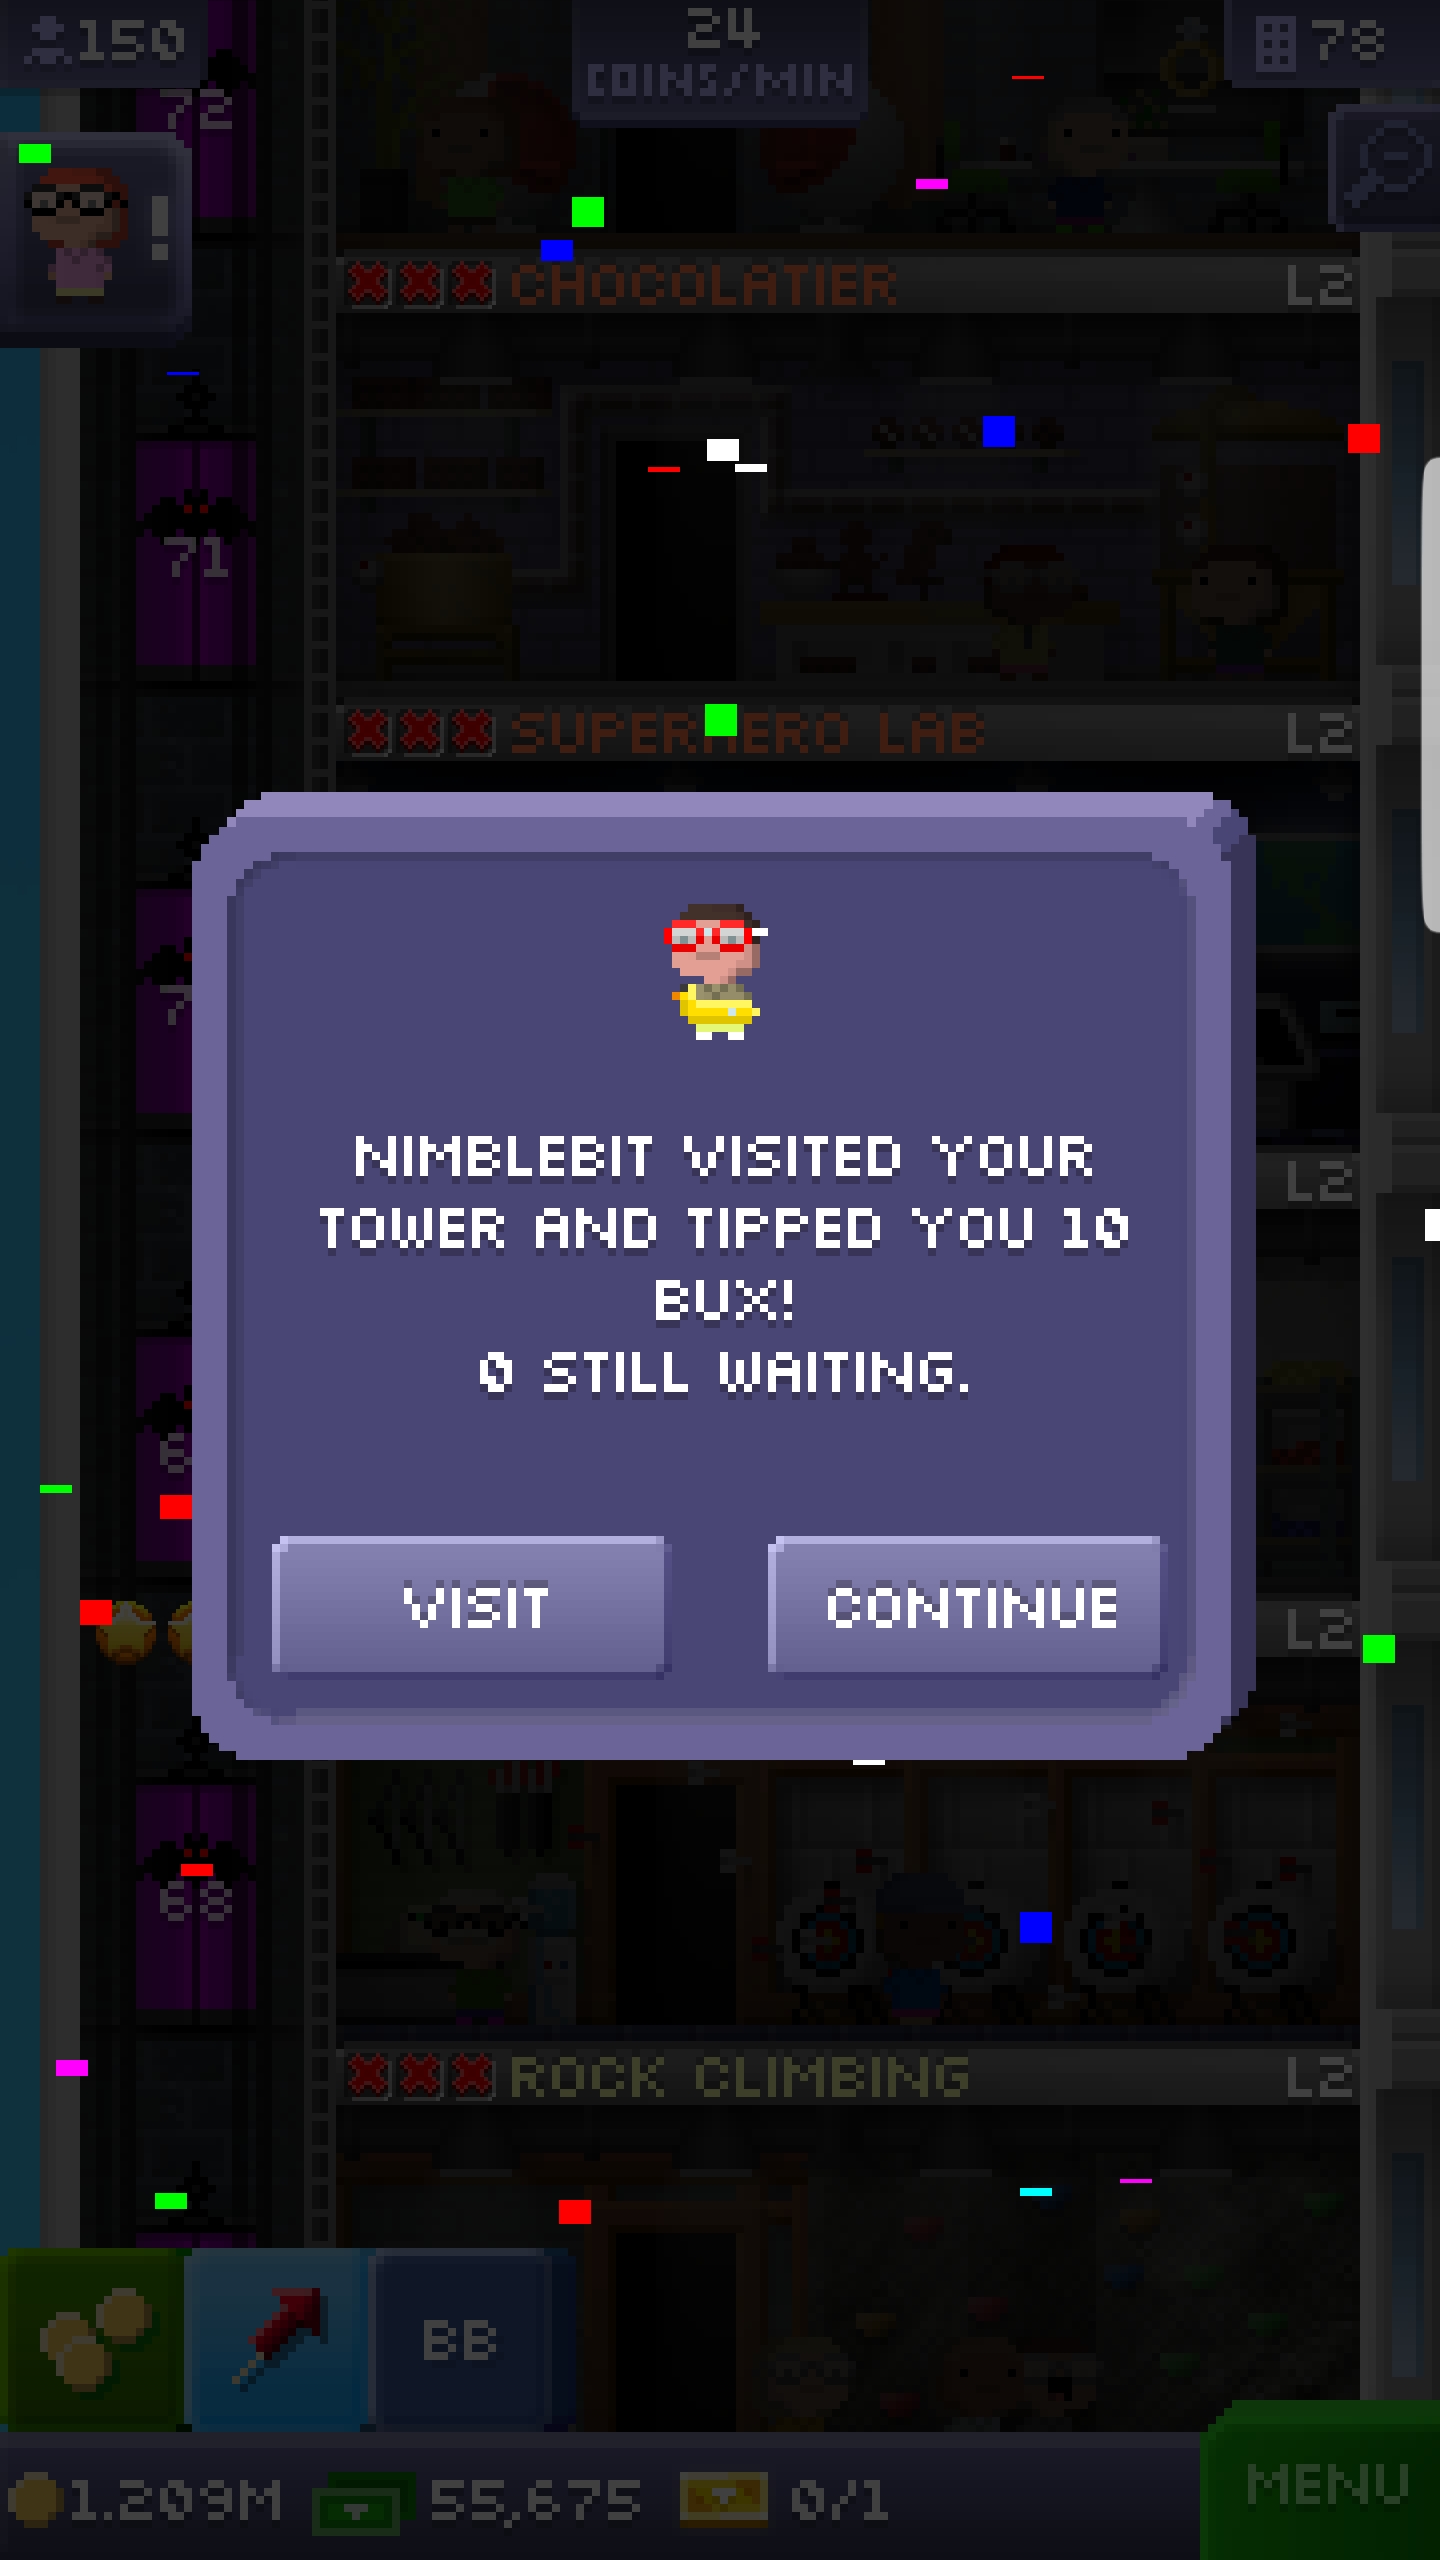 150
24
COINS/MIN
78
72
!
CHOCOLATIER L2
71
SUPERHERO LAB L2
7
L2
NIMBLEBIT VISITED YOUR
TOWER AND TIPPED YOU 10
BUX!
0 STILL WAITING.
6
VISIT
CONTINUE
L2
68
ROCK CLIMBING L2
BB
1.209M
55,675
0/1
MENU